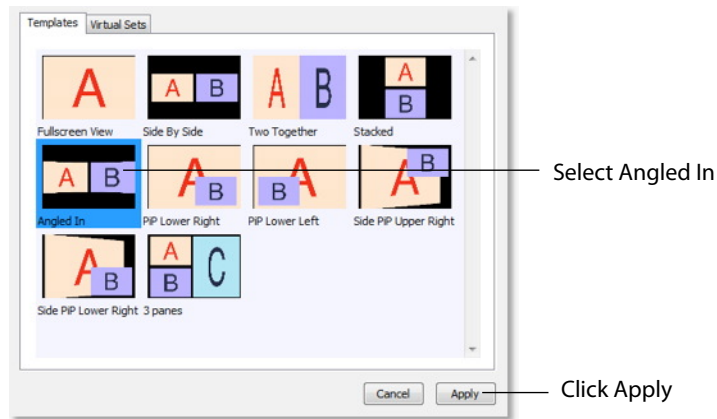 Templates Virtual Sets
A A B A B A
B
Fullscreen View Side By Side Two Together Stacked
A B A B B A A B
Angled In PiP Lower Right PiP Lower Left Side PiP Upper Right
Select Angled In
A B A B C
Side PiP Lower Right 3 panes
Cancel Apply
Click Apply